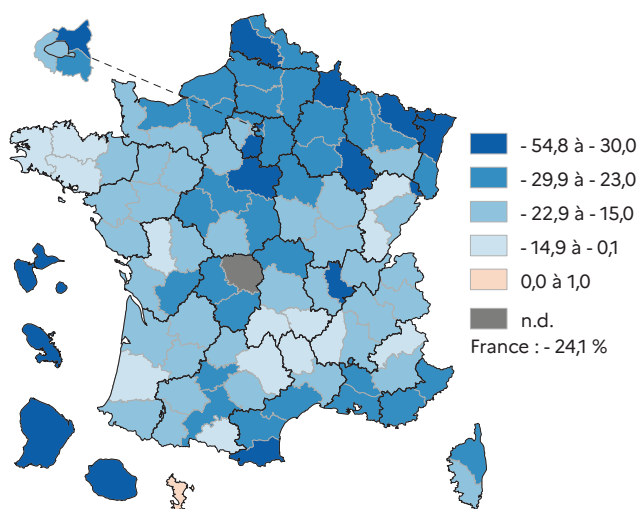 - 54,8 à - 30,0
- 29,9 à - 23,0
- 22,9 à - 15,0
- 14,9 à - 0,1
0,0 à 1,0
n.d.
France : - 24,1 %